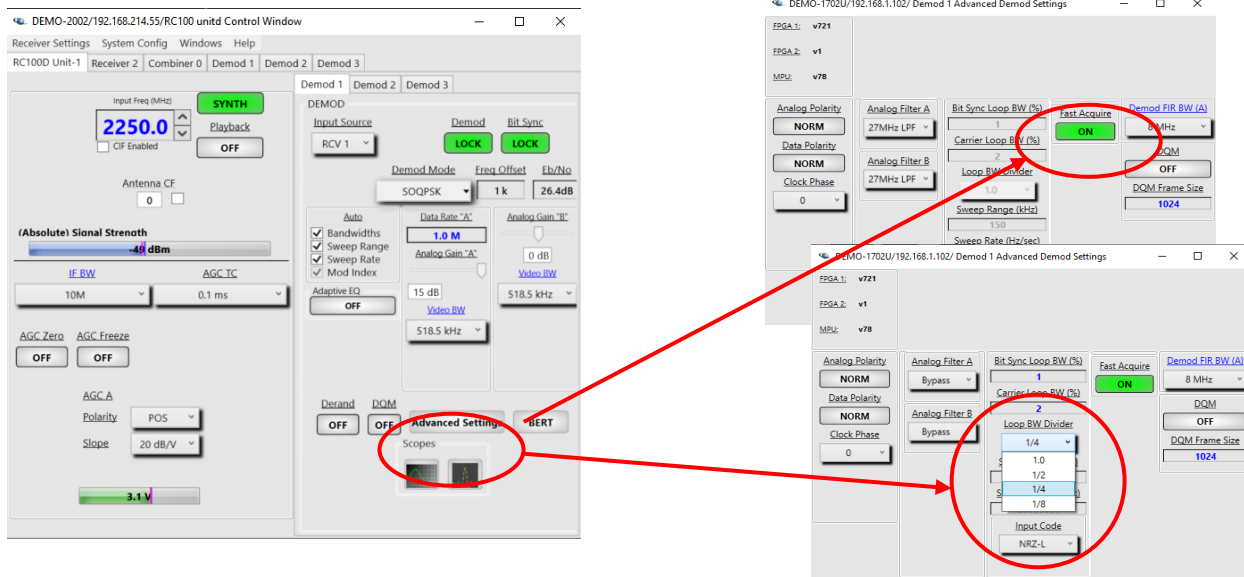 DEMO-2002/192.168.214.55/RC100 unitd Control Window
Receiver Settings System Config Windows Help
RC100D Unit-1 Receiver 2 Combiner 0 Demod 1 Demod 2 Demod 3
Input Freq (MHz)
SYNTH
2250.0
Playback
CIF Enabled
OFF
Antenna CF
0
(Absolute) Signal Strength
-49 dBm
IF BW AGC TC
10M 0.1 ms
AGC Zero AGC Freeze
OFF OFF
AGC A
Polarity POS
Slope 20 dB/V
3.1 V
Demod 1 Demod 2 Demod 3
DEMOD
Input Source Demod Bit Sync
RCV 1 LOCK LOCK
Demod Mode Freq Offset Eb/No
SOQPSK 1 k 26.4dB
Auto
Bandwidths
Sweep Range
Sweep Rate
Mod Index
Adaptive EQ
OFF
Data Rate "A"
1.0 M
Analog Gain "A"
15 dB
Video BW
518.5 kHz
Analog Gain "B"
0 dB
Video BW
518.5 kHz
Derand DQM
OFF OFF Advanced Settings BERT
Scopes
DEMO-1702U/192.168.1.102/ Demod 1 Advanced Demod Settings
FPGA 1: v721
FPGA 2: v1
MPU: v78
Analog Polarity
NORM
Data Polarity
NORM
Clock Phase
0
Analog Filter A
27MHz LPF
Analog Filter B
27MHz LPF
Bit Sync Loop BW (%)
1
Carrier Loop BW (%)
2
Loop BW Divider
1.0
Sweep Range (kHz)
150
Sweep Rate (Hz/sec)
Fast Acquire
ON
Demod FIR BW (A)
8 MHz
DQM
OFF
DQM Frame Size
1024
DEMO-1702U/192.168.1.102/ Demod 1 Advanced Demod Settings
FPGA 1: v721
FPGA 2: v1
MPU: v78
Analog Polarity
NORM
Data Polarity
NORM
Clock Phase
0
Analog Filter A
Bypass
Analog Filter B
Bypass
Bit Sync Loop BW (%)
1
Carrier Loop BW (%)
2
Loop BW Divider
1/4
1.0
1/2
1/4
1/8
Input Code
NRZ-L
Fast Acquire
ON
Demod FIR BW (A)
8 MHz
DQM
OFF
DQM Frame Size
1024